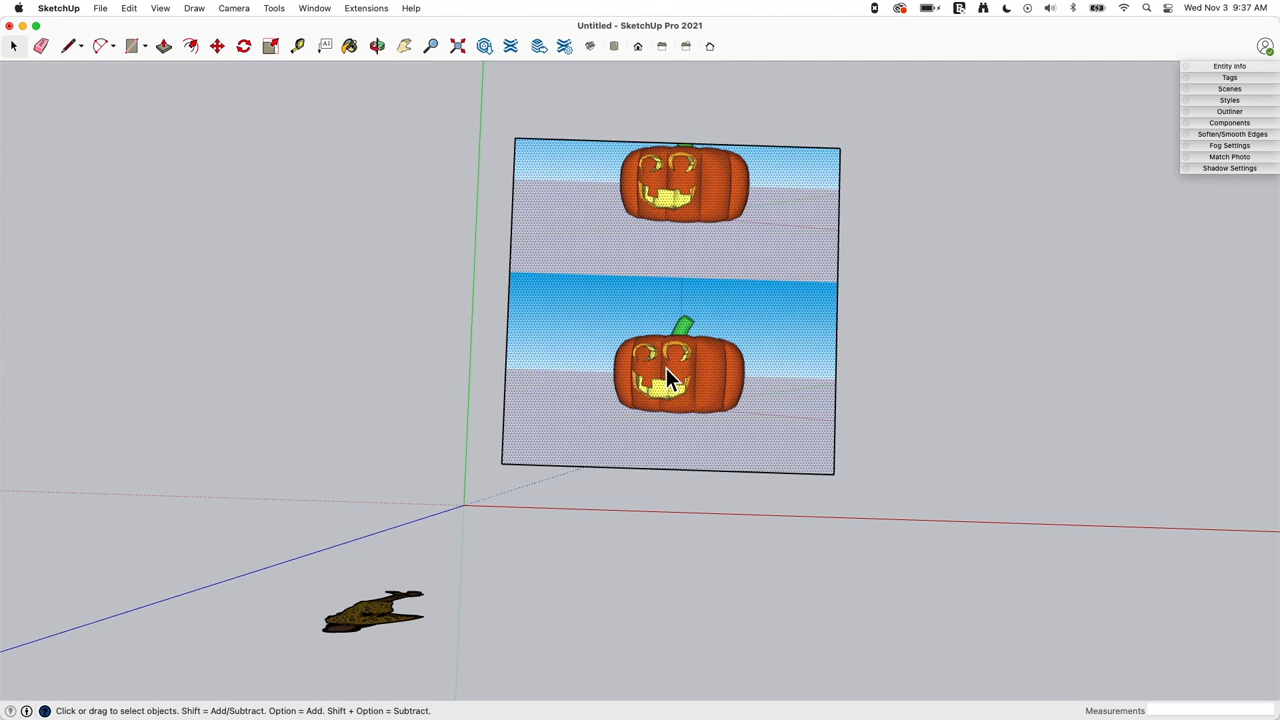 SketchUp File Edit View Camera Draw Tools Window Extensions Help Wed Nov 3 9:37 AM
Untitled - SketchUp Pro 2021
A1
Entity Info
Tags
Scenes
Styles
Outliner
Components
Soften/Smooth Edges
Fog Settings
Match Photo
Shadow Settings
Click or drag to select objects. Shift = Add/Subtract. Option = Add. Shift + Option = Subtract. Measurements